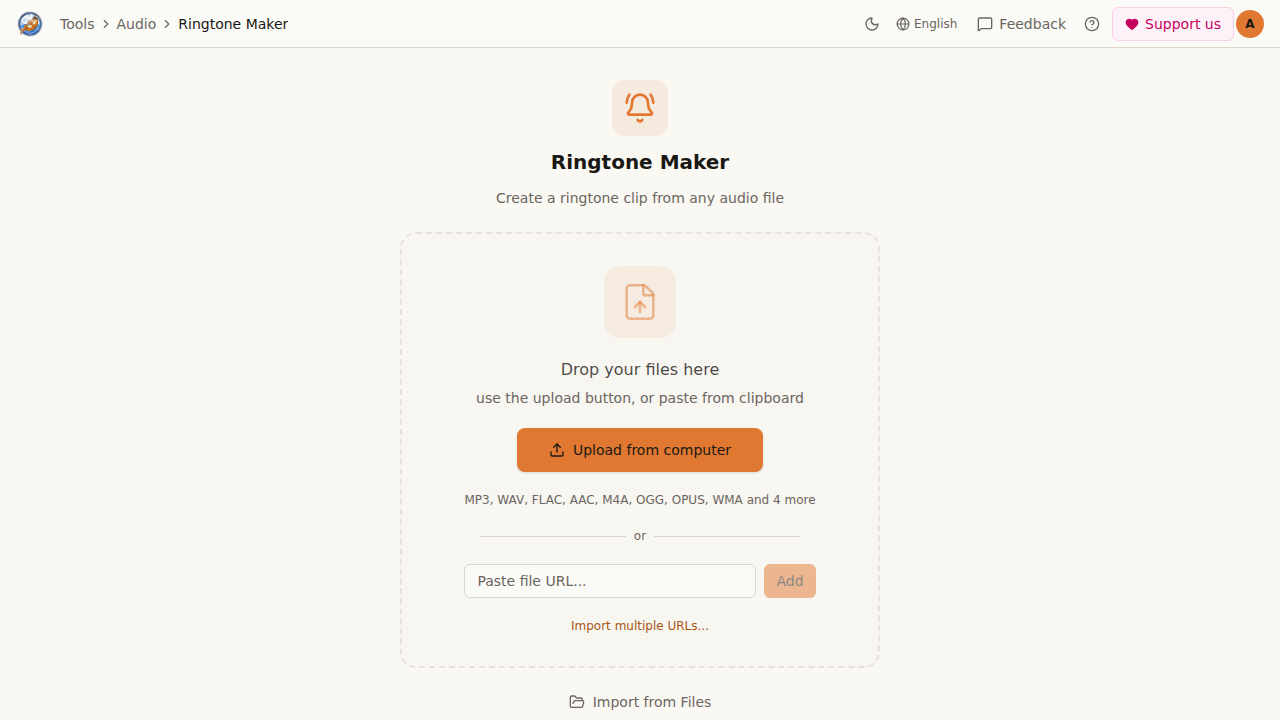 Tools > Audio > Ringtone Maker
English
Feedback
Support us
A
Ringtone Maker
Create a ringtone clip from any audio file
Drop your files here
use the upload button, or paste from clipboard
Upload from computer
MP3, WAV, FLAC, AAC, M4A, OGG, OPUS, WMA and 4 more
or
Paste file URL...
Add
Import multiple URLs...
Import from Files